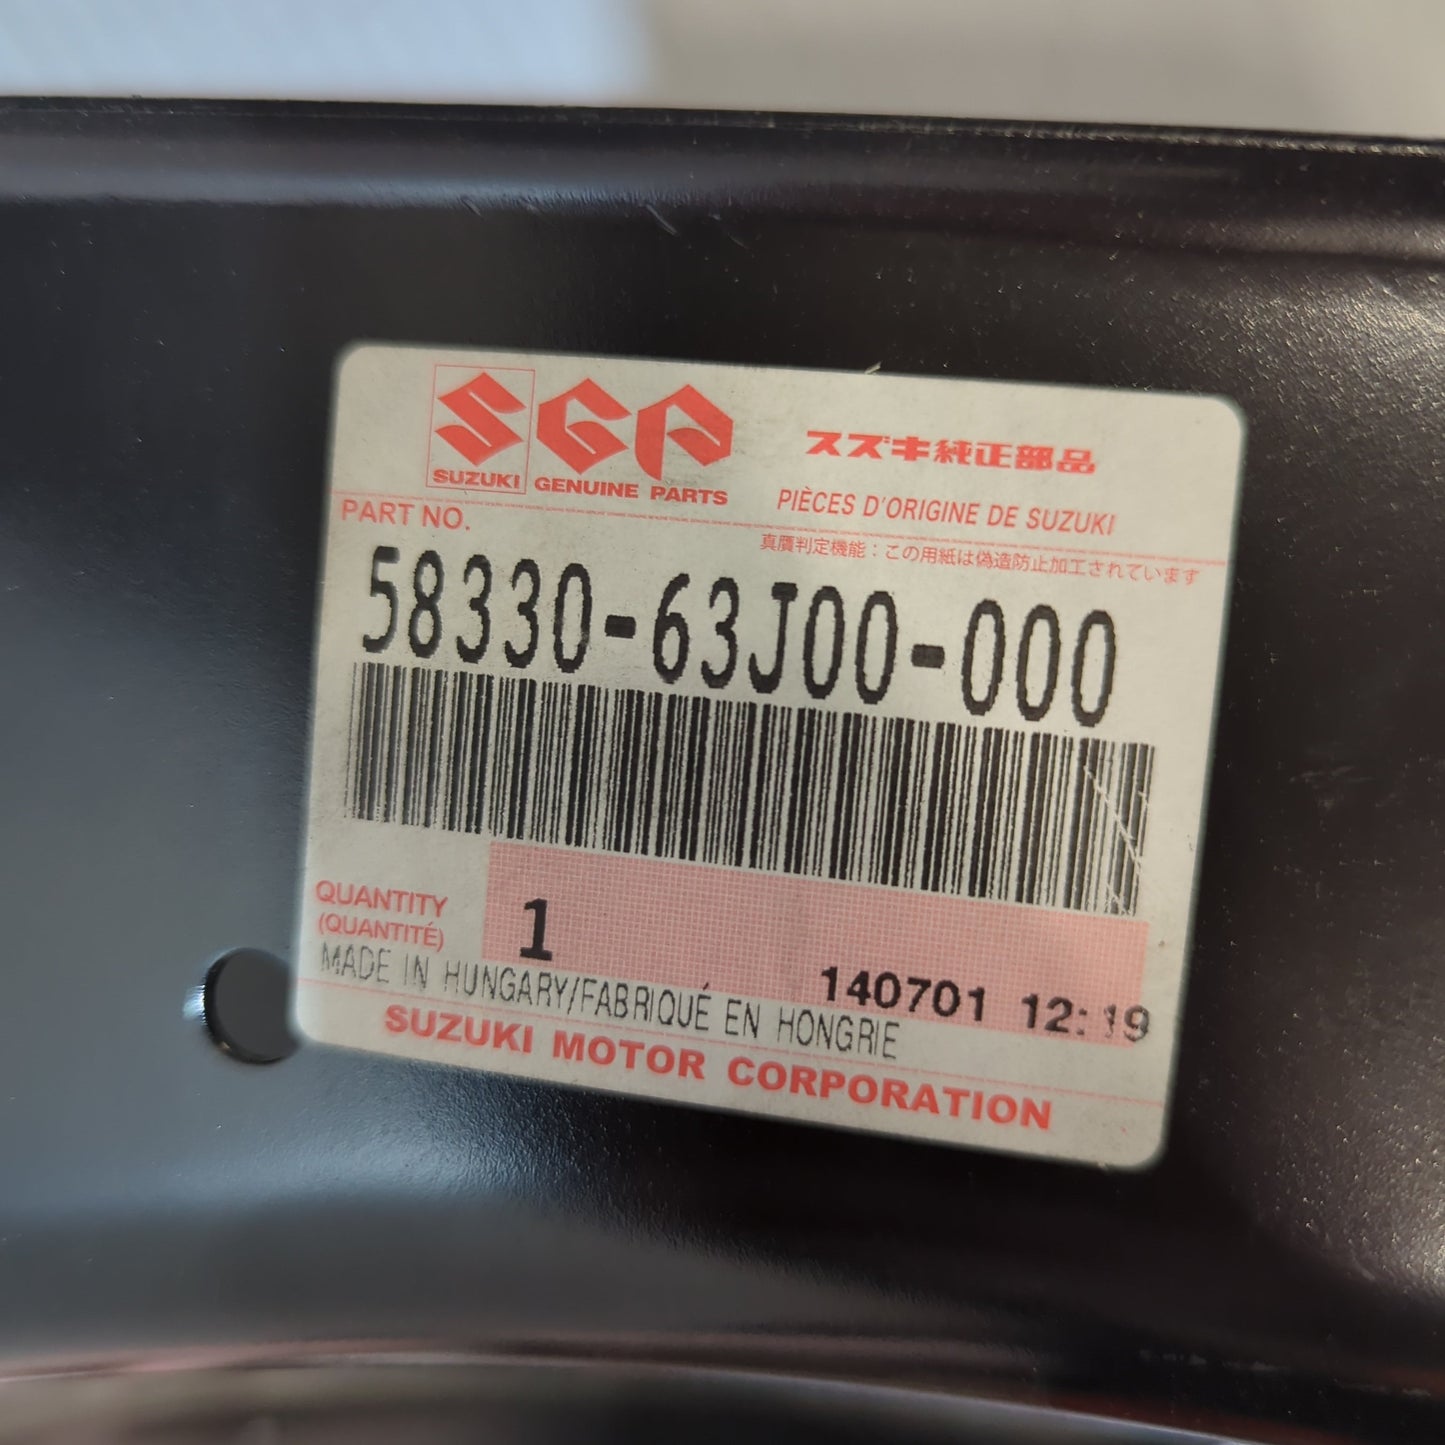 SGP
SUZUKI GENUINE PARTS
スズキ純正部品
PIÈCES D'ORIGINE DE SUZUKI
PART NO.
真贋判定機能：この用紙は偽造防止加工されています
58330-63J00-000
QUANTITY
(QUANTITÉ)
1
140701 12:19
MADE IN HUNGARY/FABRIQUÉ EN HONGRIE
SUZUKI MOTOR CORPORATION